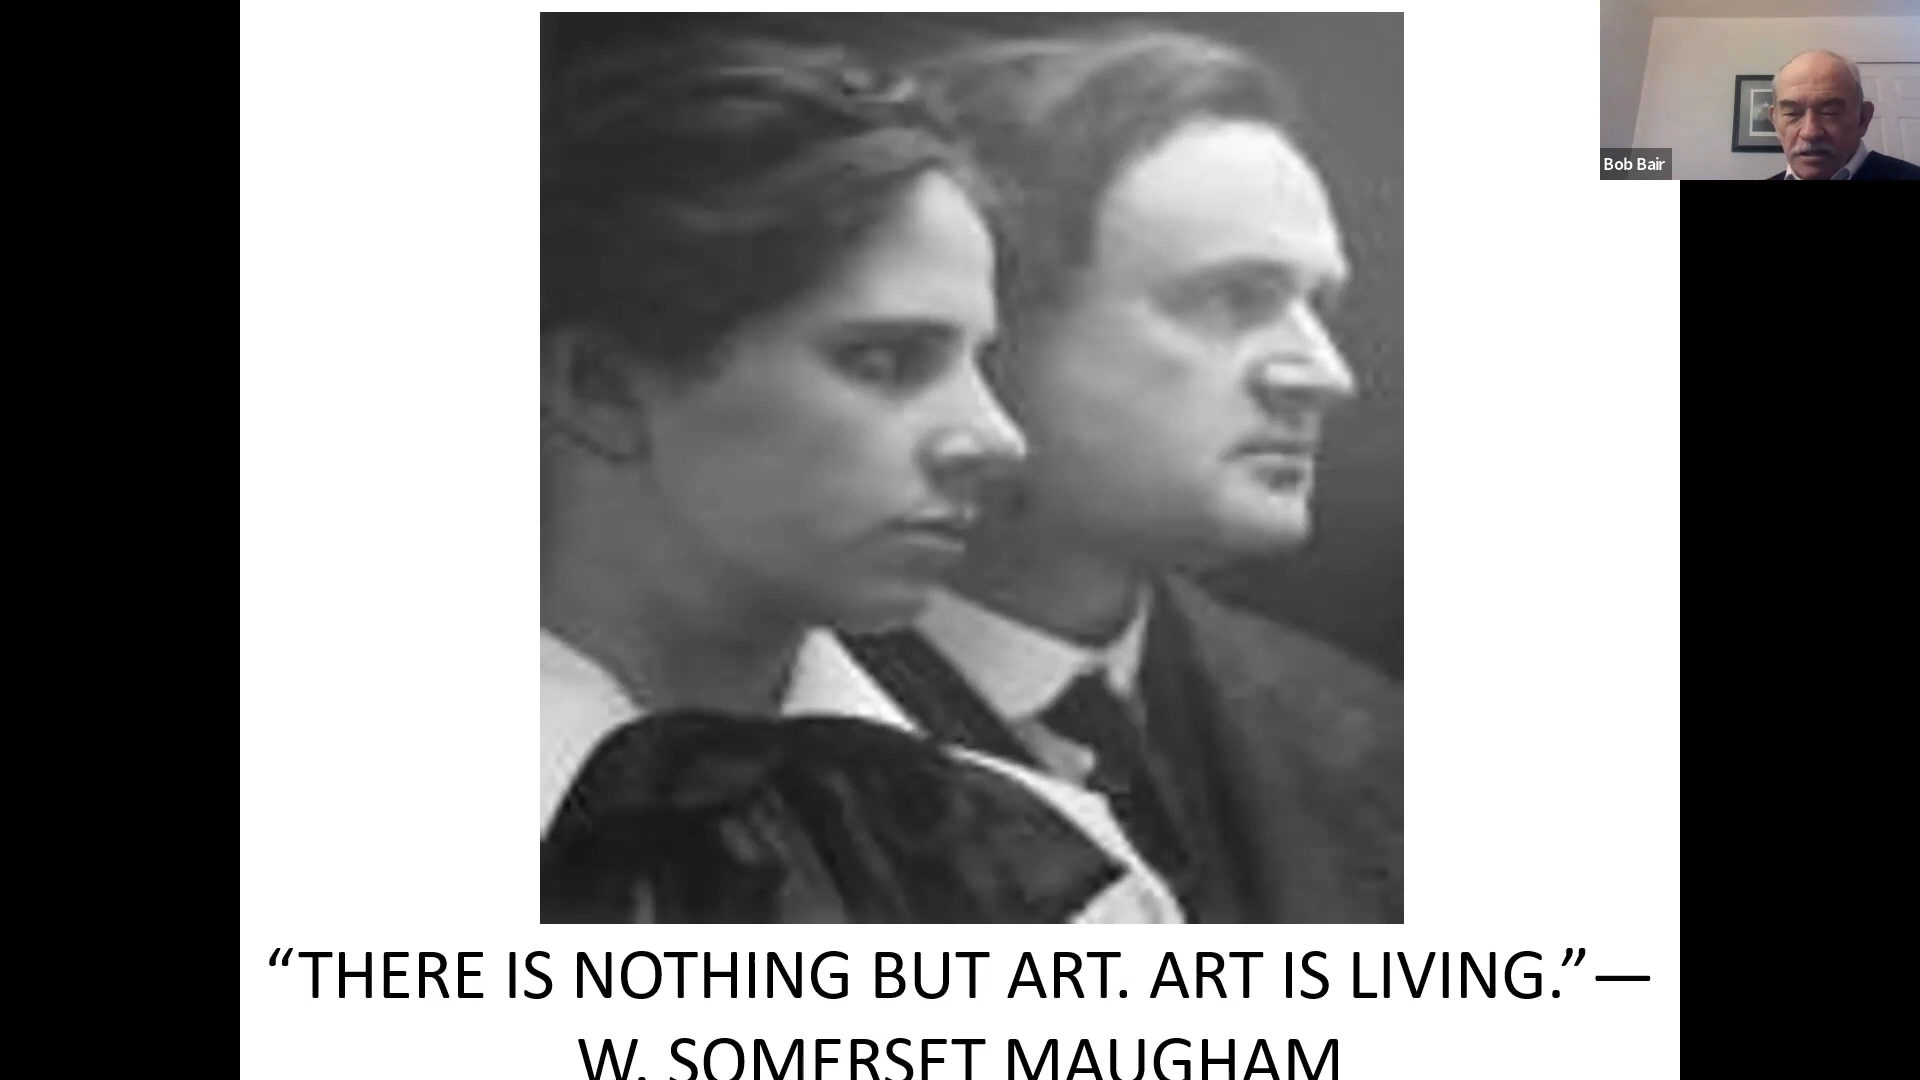 Bob Bair
“THERE IS NOTHING BUT ART. ART IS LIVING.”—
W. SOMERSET MAUGHAM